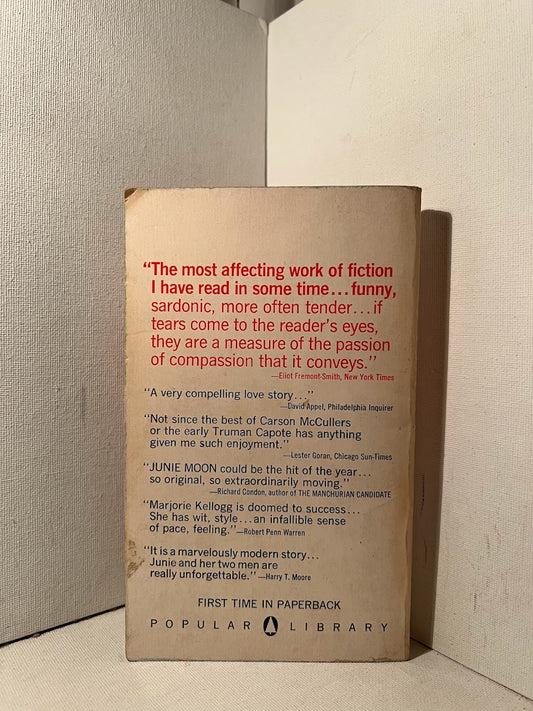 “The most affecting work of fiction
I have read in some time...funny,
sardonic, more often tender...if
tears come to the reader’s eyes,
they are a measure of the passion
of compassion that it conveys.”
—Eliot Fremont-Smith, New York Times
“A very compelling love story...”
—David Appel, Philadelphia Inquirer
“Not since the best of Carson McCullers
or the early Truman Capote has anything
given me such enjoyment.”
—Lester Goran, Chicago Sun-Times
“JUNIE MOON could be the hit of the year...
so original, so extraordinarily moving.”
—Richard Condon, author of THE MANCHURIAN CANDIDATE
“Marjorie Kellogg is doomed to success...
She has wit, style...an infallible sense
of pace, feeling.”—Robert Penn Warren
“It is a marvelously modern story...
Junie and her two men are
really unforgettable.”—Harry T. Moore
FIRST TIME IN PAPERBACK
POPULAR LIBRARY